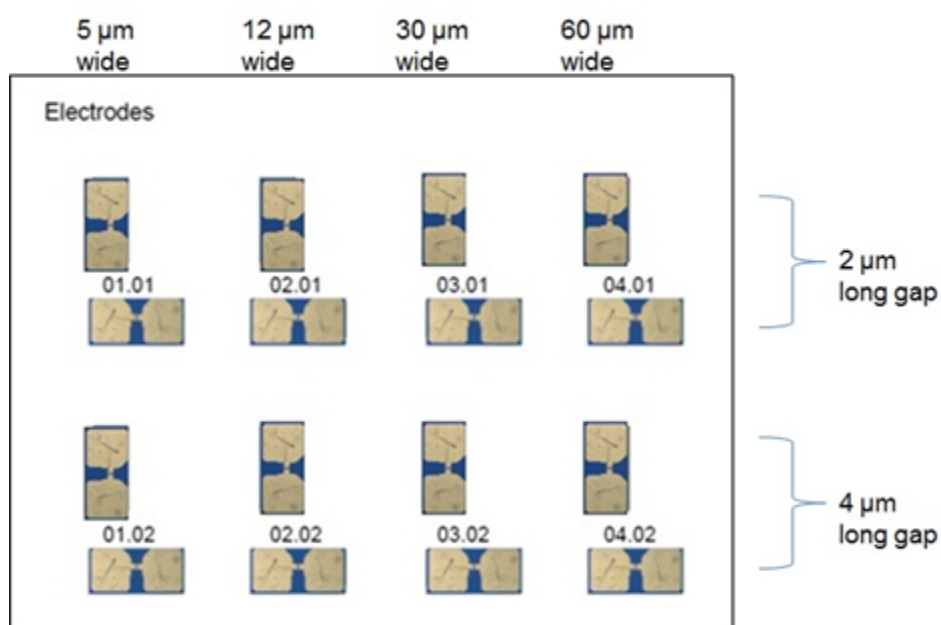 5 µm
wide
12 µm
wide
30 µm
wide
60 µm
wide
Electrodes
01.01
02.01
03.01
04.01
2 µm
long gap
01.02
02.02
03.02
04.02
4 µm
long gap